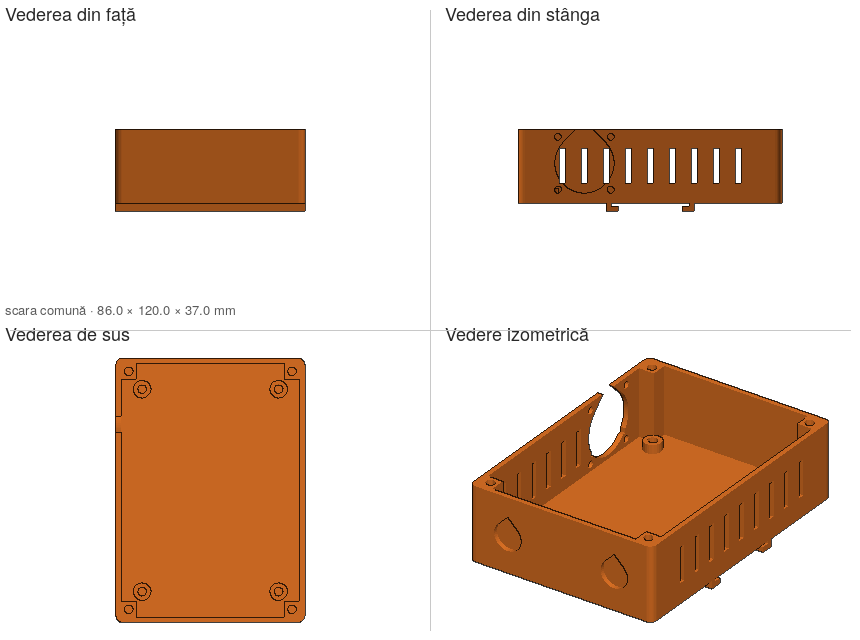 Vederea din față
Vederea din stânga
scara comună · 86.0 × 120.0 × 37.0 mm
Vederea de sus
Vedere izometrică